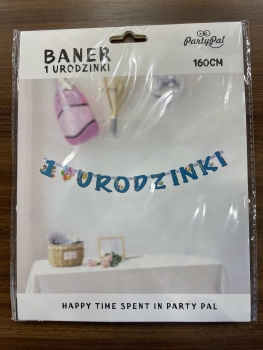 BANER
1 URODZINKI
PartyPal
160CM
1 URODZINKI
HAPPY TIME SPENT IN PARTY PAL